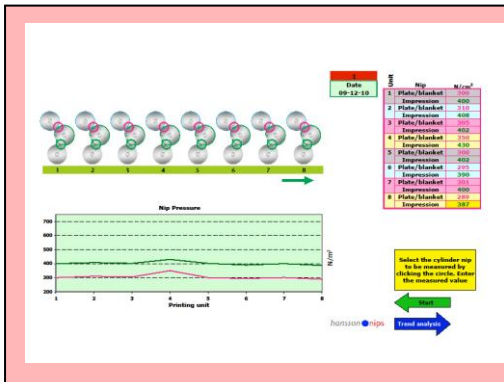 1
Date
09-12-10
Unit Nip N/cm²
1 Plate/blanket 300
Impression 400
2 Plate/blanket 310
Impression 408
3 Plate/blanket 305
Impression 402
4 Plate/blanket 350
Impression 430
5 Plate/blanket 300
Impression 402
6 Plate/blanket 295
Impression 390
7 Plate/blanket 301
Impression 400
8 Plate/blanket 289
Impression 387
1 2 3 4 5 6 7 8
Nip Pressure
700
600
500
400
300
200
N/m²
1 2 3 4 5 6 7 8
Printing unit
Select the cylinder nip
to be measured by
clicking the circle. Enter
the measured value
Start
hansson nips
Trend analysis